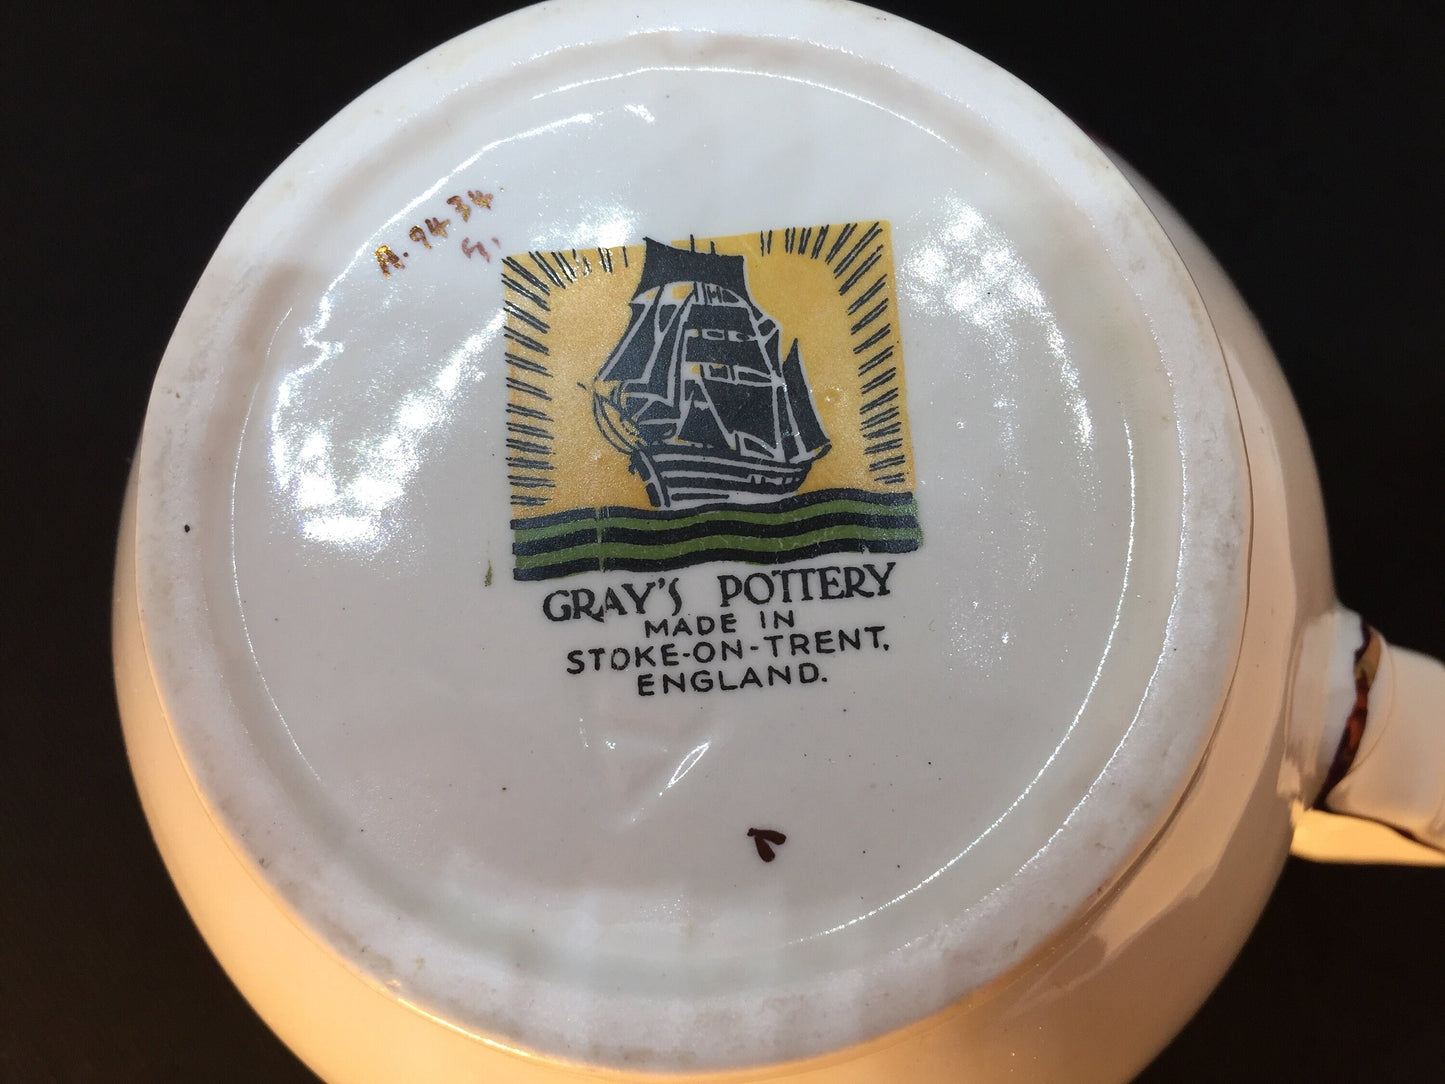 A. 9434
G.
GRAY'S POTTERY
MADE IN
STOKE-ON-TRENT,
ENGLAND.